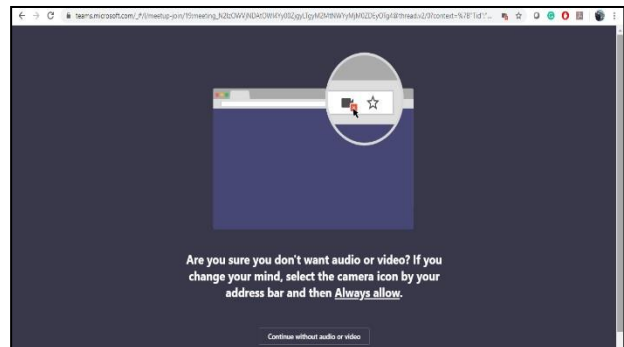 Are you sure you don't want audio or video? If you
change your mind, select the camera icon by your
address bar and then Always allow.
Continue without audio or video